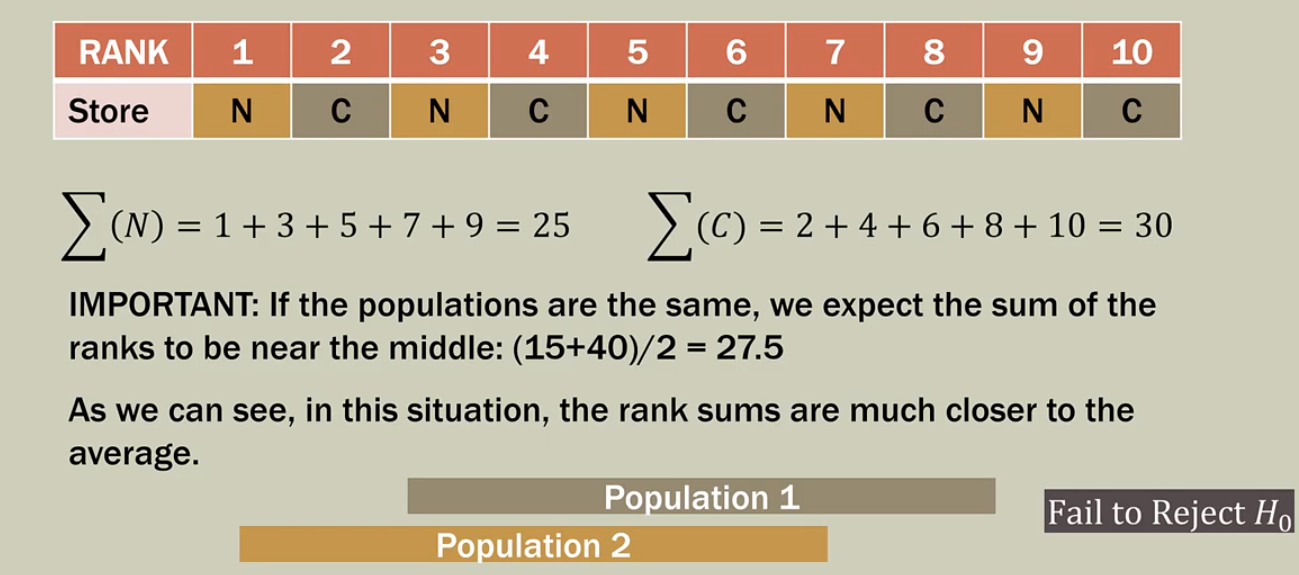 RANK 1 2 3 4 5 6 7 8 9 10
Store N C N C N C N C N C
∑(N) = 1 + 3 + 5 + 7 + 9 = 25 ∑(C) = 2 + 4 + 6 + 8 + 10 = 30
IMPORTANT: If the populations are the same, we expect the sum of the
ranks to be near the middle: (15+40)/2 = 27.5
As we can see, in this situation, the rank sums are much closer to the
average.
Population 1
Fail to Reject H₀
Population 2